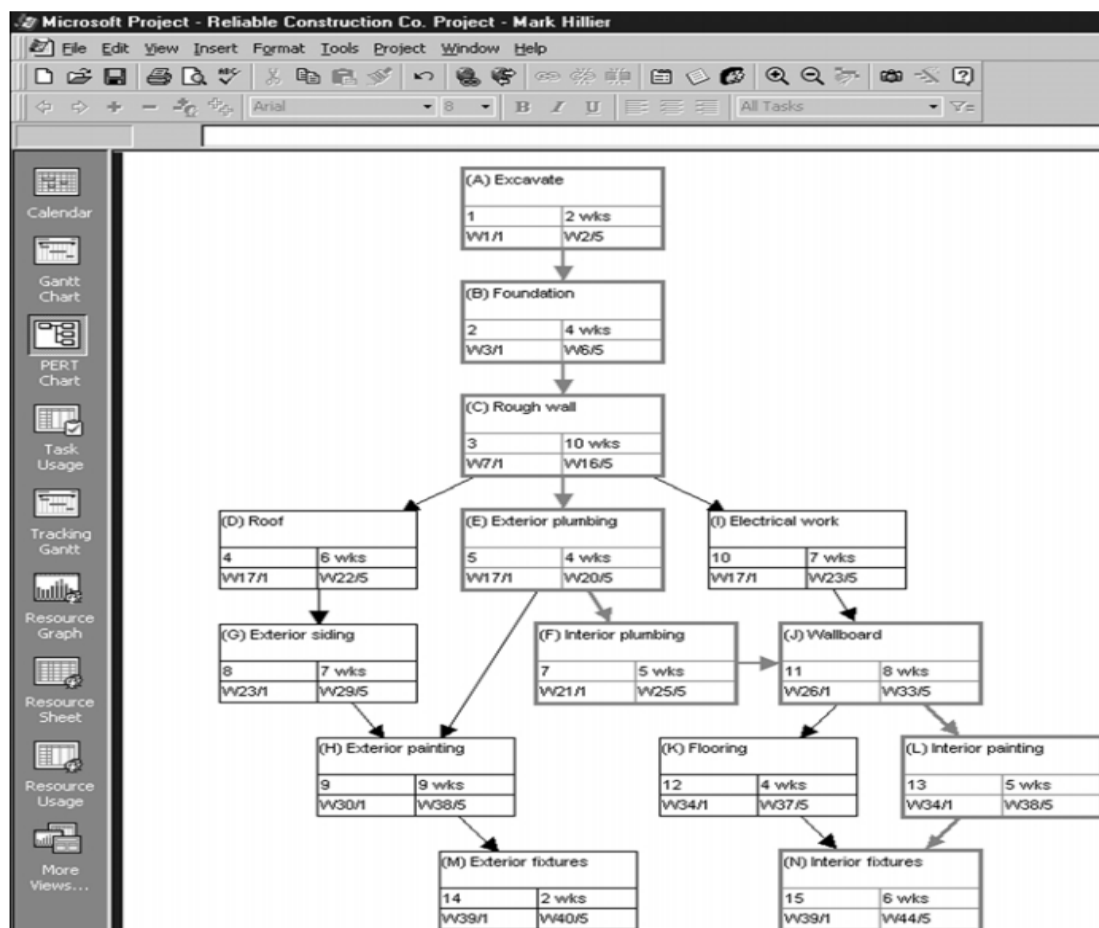 Microsoft Project - Reliable Construction Co. Project - Mark Hillier
File Edit View Insert Format Tools Project Window Help
Arial 8 B I U All Tasks
Calendar
Gantt
Chart
PERT
Chart
Task
Usage
Tracking
Gantt
Resource
Graph
Resource
Sheet
Resource
Usage
More
Views...
(A) Excavate
1 2 wks
W1/1 W2/5
(B) Foundation
2 4 wks
W3/1 W6/5
(C) Rough wall
3 10 wks
W7/1 W16/5
(D) Roof
4 6 wks
W17/1 W22/5
(E) Exterior plumbing
5 4 wks
W17/1 W20/5
(I) Electrical work
10 7 wks
W17/1 W23/5
(G) Exterior siding
8 7 wks
W23/1 W29/5
(F) Interior plumbing
7 5 wks
W21/1 W25/5
(J) Wallboard
11 8 wks
W26/1 W33/5
(H) Exterior painting
9 9 wks
W30/1 W38/5
(K) Flooring
12 4 wks
W34/1 W37/5
(L) Interior painting
13 5 wks
W34/1 W38/5
(M) Exterior fixtures
14 2 wks
W39/1 W40/5
(N) Interior fixtures
15 6 wks
W39/1 W44/5